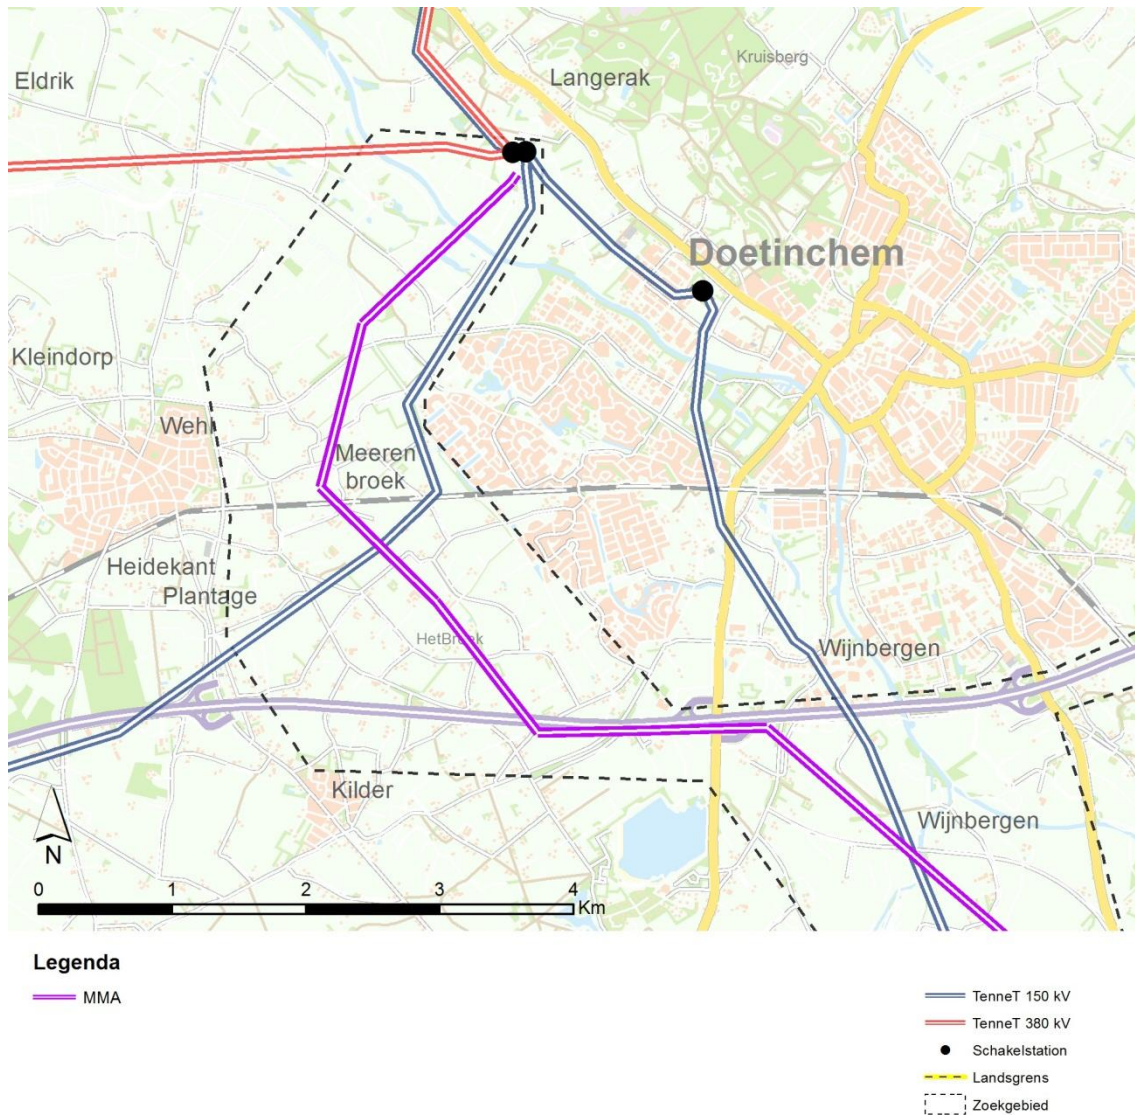 Kruisberg
Langerak
Eldrik
Doetinchem
Kleindorp
Wehl
Meeren
broek
Heidekant
Plantage
HetBroek
Wijnbergen
Kilder
Wijnbergen
N
0 1 2 3 4
Km
Legenda
MMA
TenneT 150 kV
TenneT 380 kV
Schakelstation
Landsgrens
Zoekgebied